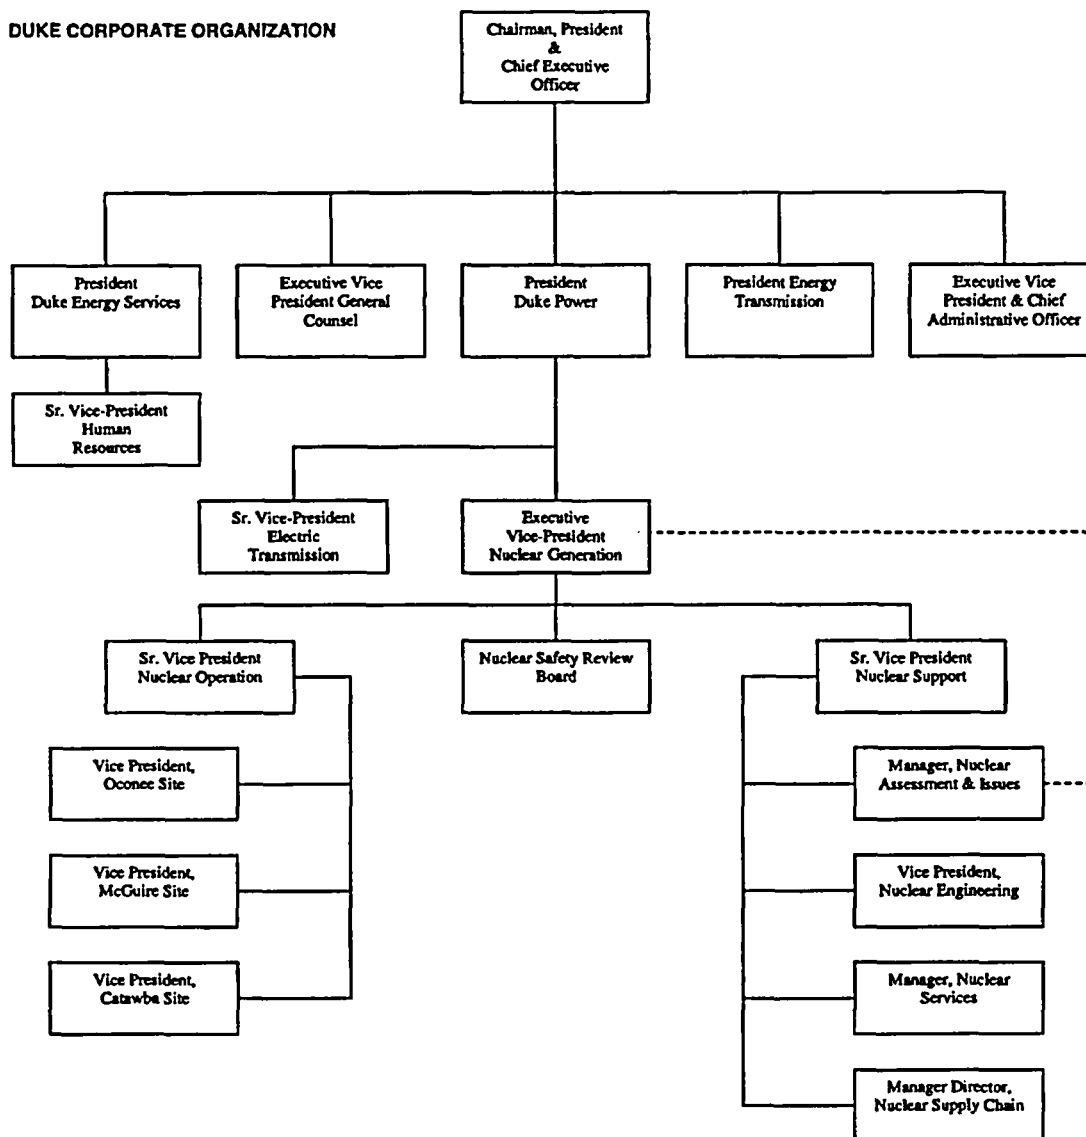 DUKE CORPORATE ORGANIZATION
Chairman, President
&
Chief Executive
Officer
President
Duke Energy Services
Executive Vice
President General
Counsel
President
Duke Power
President Energy
Transmission
Executive Vice
President & Chief
Administrative Officer
Sr. Vice-President
Human
Resources
Sr. Vice-President
Electric
Transmission
Executive
Vice-President
Nuclear Generation
Sr. Vice President
Nuclear Operation
Nuclear Safety Review
Board
Sr. Vice President
Nuclear Support
Vice President,
Oconee Site
Manager, Nuclear
Assessment & Issues
Vice President,
McGuire Site
Vice President,
Nuclear Engineering
Vice President,
Catawba Site
Manager, Nuclear
Services
Manager Director,
Nuclear Supply Chain